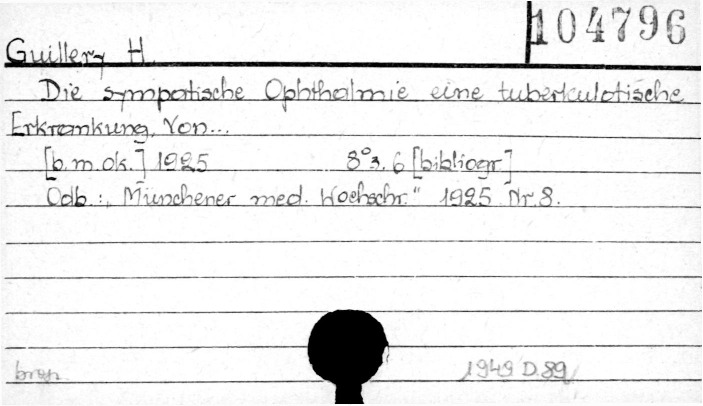 104796
Guillery H.
Die sympatische Ophthalmie eine tuberkulotische
Erkrankung. Von...
[b.m.ok.] 1925 8° s. 6 [bibliogr.]
Odb.: „Münchener med. Wochschr." 1925 Nr. 8.
brosz. 1949 D. 89